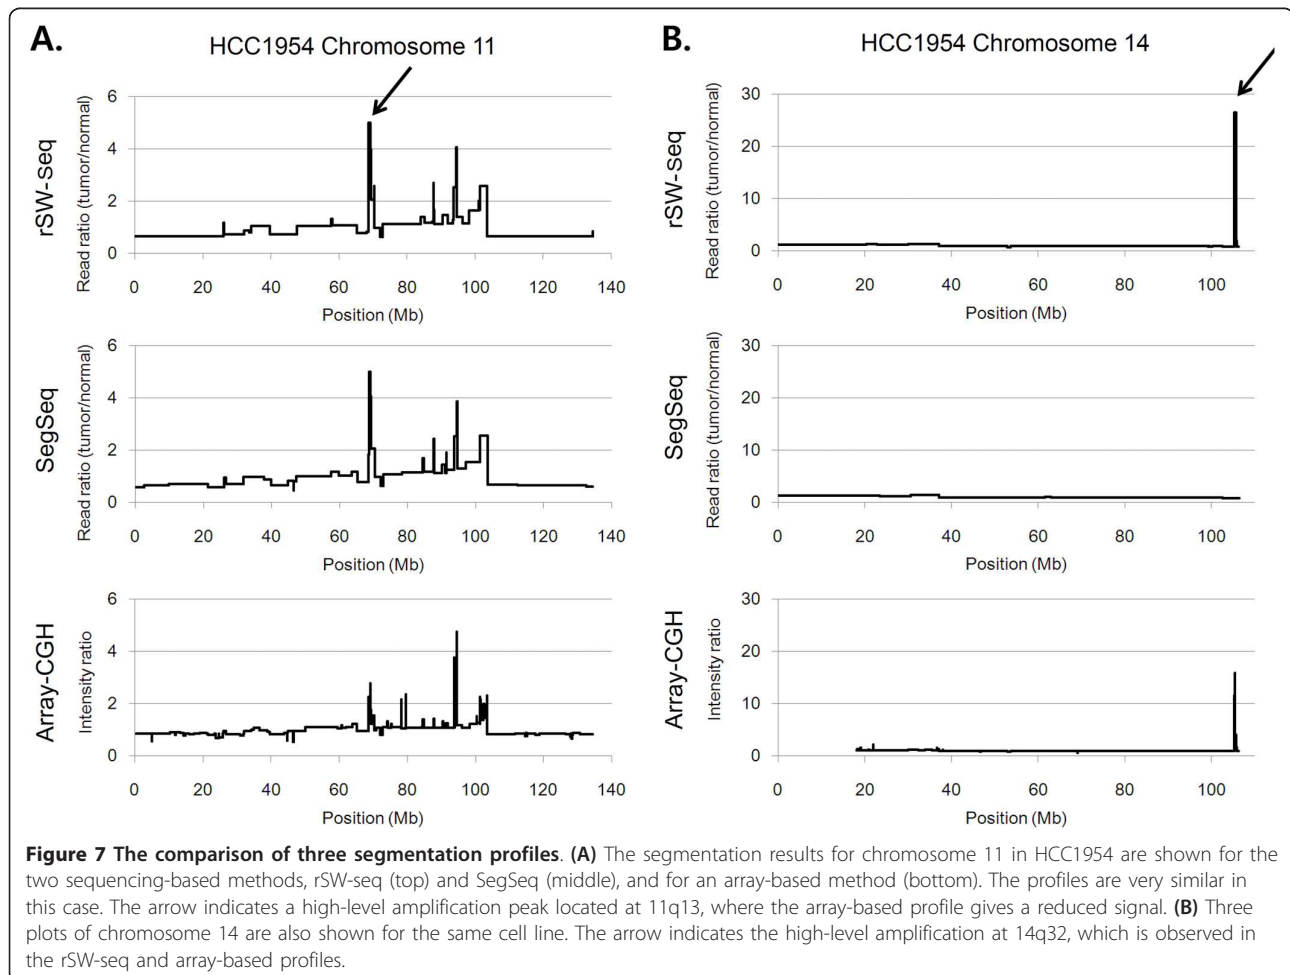 A.
HCC1954 Chromosome 11
rSW-seq
Read ratio (tumor/normal)
6
4
2
0
0 20 40 60 80 100 120 140
Position (Mb)
SegSeq
Read ratio (tumor/normal)
6
4
2
0
0 20 40 60 80 100 120 140
Position (Mb)
Array-CGH
Intensity ratio
6
4
2
0
0 20 40 60 80 100 120 140
Position (Mb)
B.
HCC1954 Chromosome 14
rSW-seq
Read ratio (tumor/normal)
30
20
10
0
0 20 40 60 80 100
Position (Mb)
SegSeq
Read ratio (tumor/normal)
30
20
10
0
0 20 40 60 80 100
Position (Mb)
Array-CGH
Intensity ratio
30
20
10
0
0 20 40 60 80 100
Position (Mb)
Figure 7 The comparison of three segmentation profiles. (A) The segmentation results for chromosome 11 in HCC1954 are shown for the
two sequencing-based methods, rSW-seq (top) and SegSeq (middle), and for an array-based method (bottom). The profiles are very similar in
this case. The arrow indicates a high-level amplification peak located at 11q13, where the array-based profile gives a reduced signal. (B) Three
plots of chromosome 14 are also shown for the same cell line. The arrow indicates the high-level amplification at 14q32, which is observed in
the rSW-seq and array-based profiles.